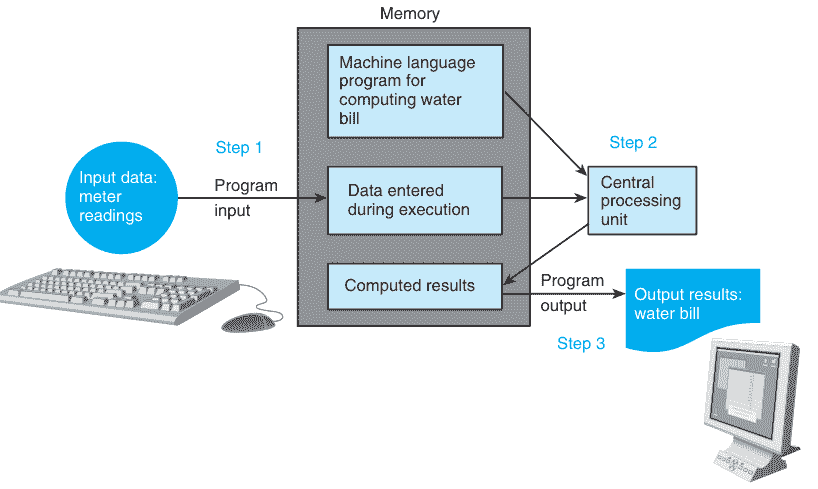 Memory
Machine language
program for
computing water
bill
Step 1
Step 2
Input data:
meter
readings
Program
input
Data entered
during execution
Central
processing
unit
Computed results
Program
output
Output results:
water bill
Step 3